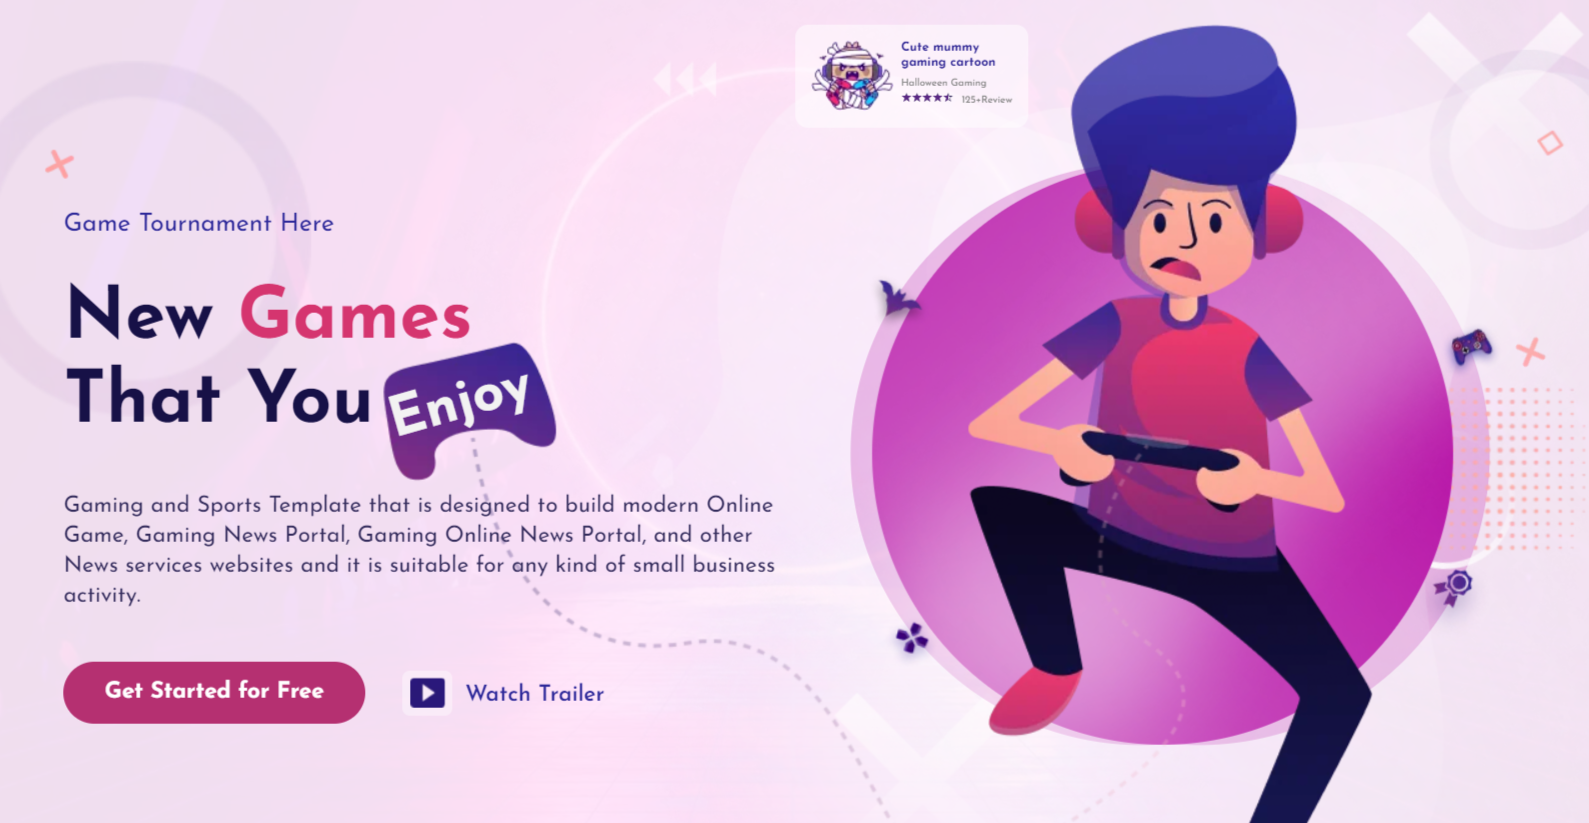 Cute mummy
gaming cartoon
Halloween Gaming
125+Review
Game Tournament Here
New Games
That You Enjoy
Gaming and Sports Template that is designed to build modern Online
Game, Gaming News Portal, Gaming Online News Portal, and other
News services websites and it is suitable for any kind of small business
activity.
Get Started for Free
Watch Trailer